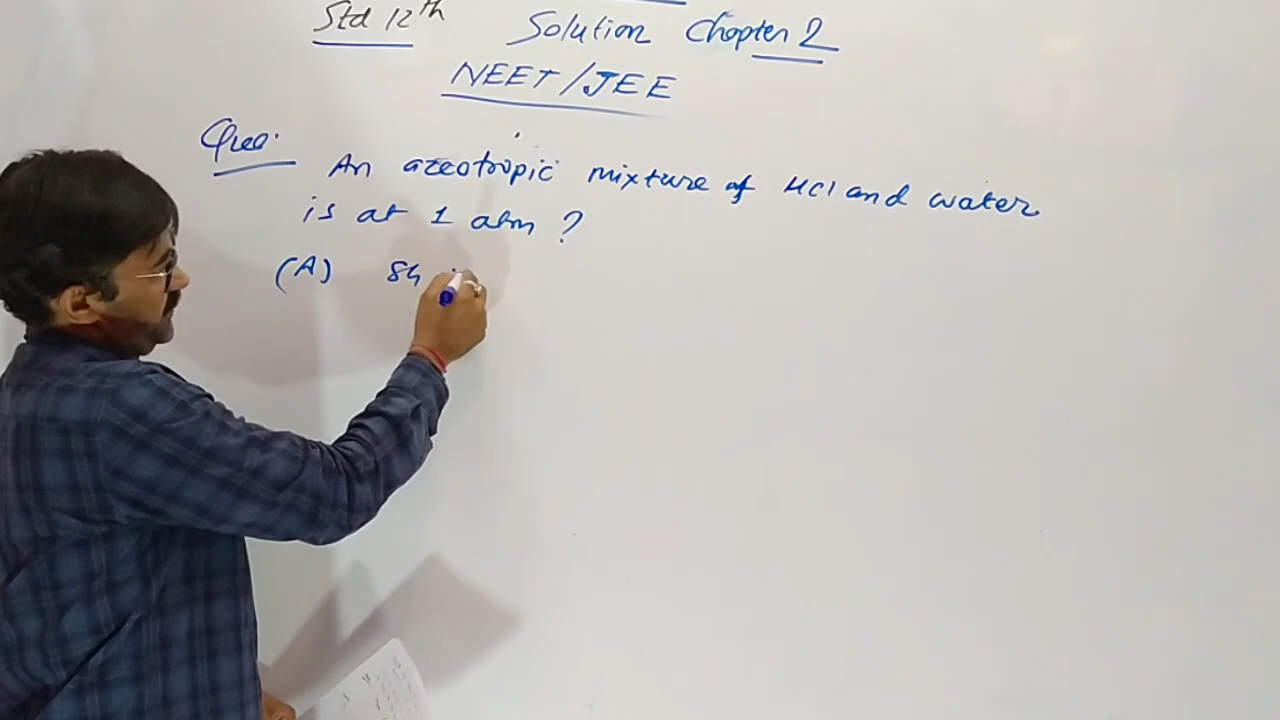 Std 12th Solution Chapter 2
NEET/JEE
Que. An azeotropic mixture of HCl and water
is at 1 atm ?
(A) 84